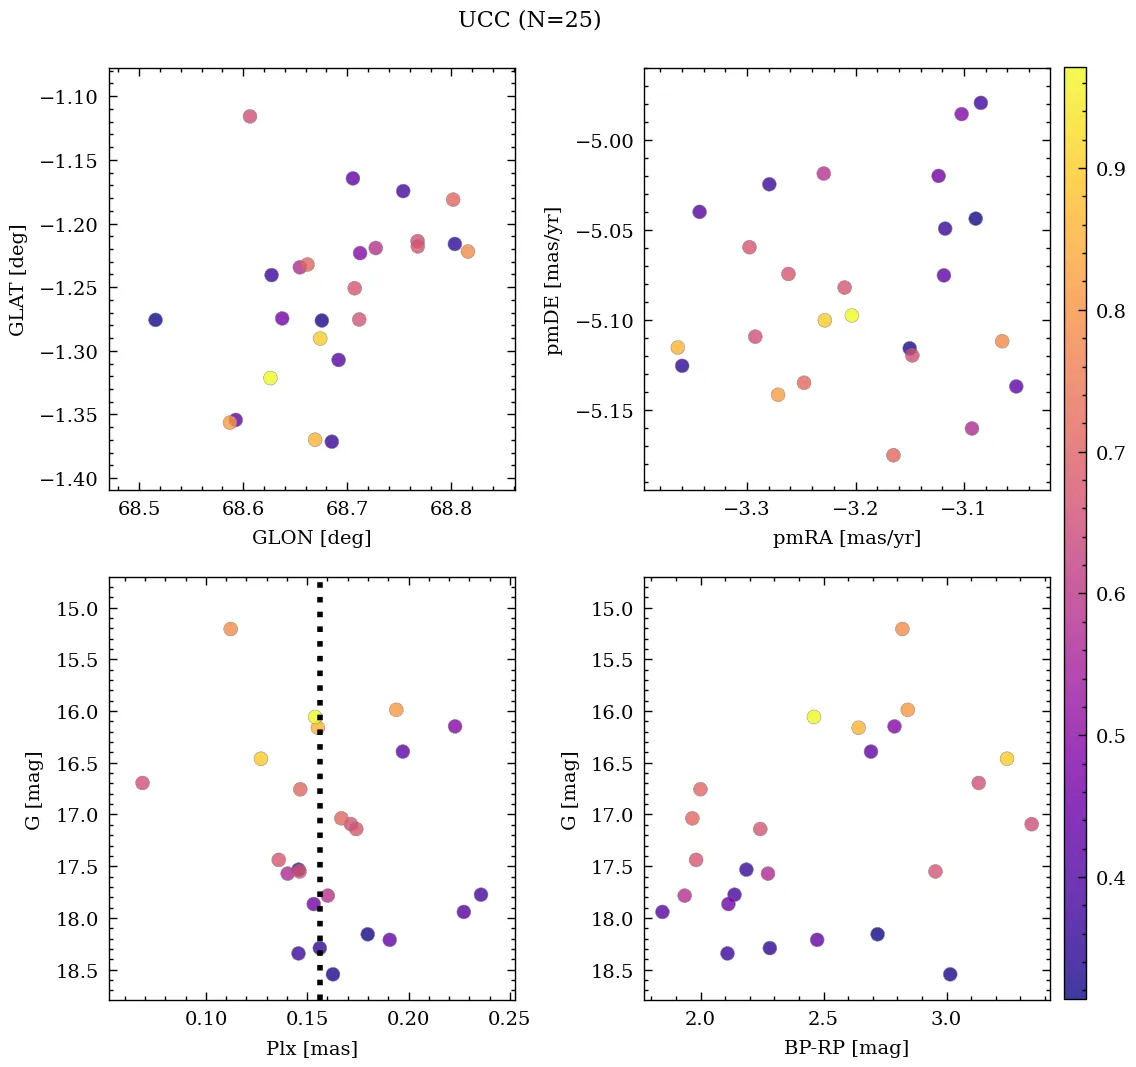 UCC (N=25)
−1.10
−1.15
−1.20
−1.25
−1.30
−1.35
−1.40
GLAT [deg]
68.5 68.6 68.7 68.8
GLON [deg]
−5.00
−5.05
−5.10
−5.15
pmDE [mas/yr]
−3.3 −3.2 −3.1
pmRA [mas/yr]
0.9
0.8
0.7
0.6
0.5
0.4
15.0
15.5
16.0
16.5
17.0
17.5
18.0
18.5
G [mag]
0.10 0.15 0.20 0.25
Plx [mas]
15.0
15.5
16.0
16.5
17.0
17.5
18.0
18.5
G [mag]
2.0 2.5 3.0
BP-RP [mag]